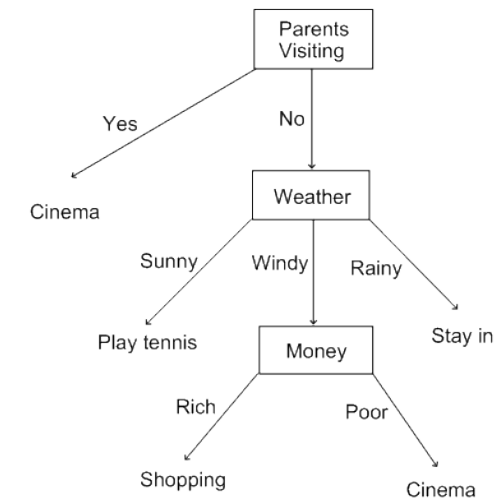 Parents
Visiting
Yes
No
Cinema
Weather
Sunny
Windy
Rainy
Play tennis
Money
Stay in
Rich
Poor
Shopping
Cinema